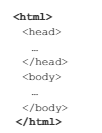 <html>
<head>
…
</head>
<body>
…
</body>
</html>